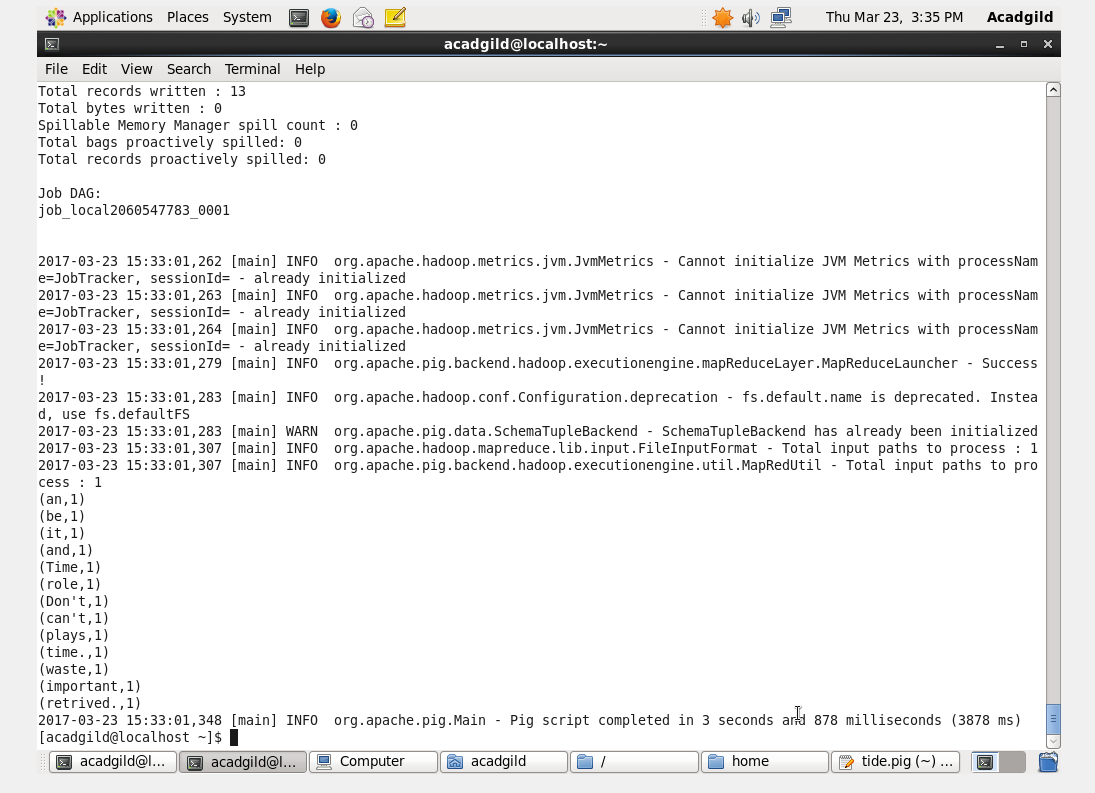 Applications Places System Thu Mar 23, 3:35 PM Acadgild
acadgild@localhost:~
File Edit View Search Terminal Help
Total records written : 13
Total bytes written : 0
Spillable Memory Manager spill count : 0
Total bags proactively spilled: 0
Total records proactively spilled: 0
Job DAG:
job_local2060547783_0001
2017-03-23 15:33:01,262 [main] INFO  org.apache.hadoop.metrics.jvm.JvmMetrics - Cannot initialize JVM Metrics with processNam
e=JobTracker, sessionId= - already initialized
2017-03-23 15:33:01,263 [main] INFO  org.apache.hadoop.metrics.jvm.JvmMetrics - Cannot initialize JVM Metrics with processNam
e=JobTracker, sessionId= - already initialized
2017-03-23 15:33:01,264 [main] INFO  org.apache.hadoop.metrics.jvm.JvmMetrics - Cannot initialize JVM Metrics with processNam
e=JobTracker, sessionId= - already initialized
2017-03-23 15:33:01,279 [main] INFO  org.apache.pig.backend.hadoop.executionengine.mapReduceLayer.MapReduceLauncher - Success
!
2017-03-23 15:33:01,283 [main] INFO  org.apache.hadoop.conf.Configuration.deprecation - fs.default.name is deprecated. Instea
d, use fs.defaultFS
2017-03-23 15:33:01,283 [main] WARN  org.apache.pig.data.SchemaTupleBackend - SchemaTupleBackend has already been initialized
2017-03-23 15:33:01,307 [main] INFO  org.apache.hadoop.mapreduce.lib.input.FileInputFormat - Total input paths to process : 1
2017-03-23 15:33:01,307 [main] INFO  org.apache.pig.backend.hadoop.executionengine.util.MapRedUtil - Total input paths to pro
cess : 1
(an,1)
(be,1)
(it,1)
(and,1)
(Time,1)
(role,1)
(Don't,1)
(can't,1)
(plays,1)
(time.,1)
(waste,1)
(important,1)
(retrived.,1)
2017-03-23 15:33:01,348 [main] INFO  org.apache.pig.Main - Pig script completed in 3 seconds and 878 milliseconds (3878 ms)
[acadgild@localhost ~]$
acadgild@l... acadgild@l... Computer acadgild / home tide.pig (~) ...